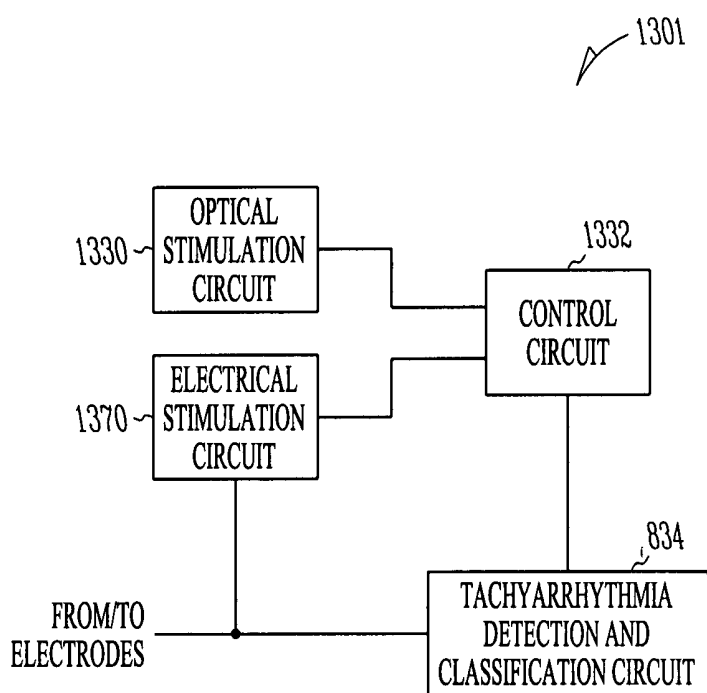 1301
OPTICAL
STIMULATION
CIRCUIT
1330
1332
CONTROL
CIRCUIT
ELECTRICAL
STIMULATION
CIRCUIT
1370
834
FROM/TO
ELECTRODES
TACHYARRHYTHMIA
DETECTION AND
CLASSIFICATION CIRCUIT